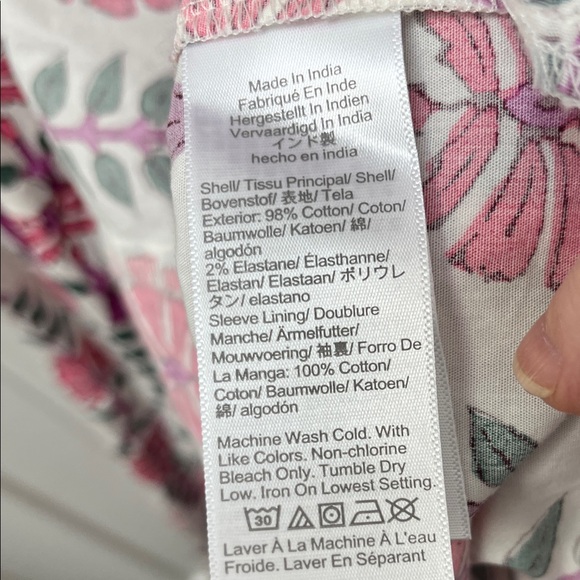 Made In India
Fabriqué En Inde
Hergestellt In Indien
Vervaardigd In India
インド製
hecho en india
Shell/ Tissu Principal/ Shell/
Bovenstof/ 表地/ Tela
Exterior: 98% Cotton/ Coton/
Baumwolle/ Katoen/ 綿/
algodón
2% Elastane/ Élasthanne/
Elastan/ Elastaan/ ポリウレ
タン/ elastano
Sleeve Lining/ Doublure
Manche/ Ärmelfutter/
Mouwvoering/ 袖裏/ Forro De
La Manga: 100% Cotton/
Coton/ Baumwolle/ Katoen/
綿/ algodón
Machine Wash Cold. With
Like Colors. Non-chlorine
Bleach Only. Tumble Dry
Low. Iron On Lowest Setting.
30
Laver À La Machine À L'eau
Froide. Laver En Séparant